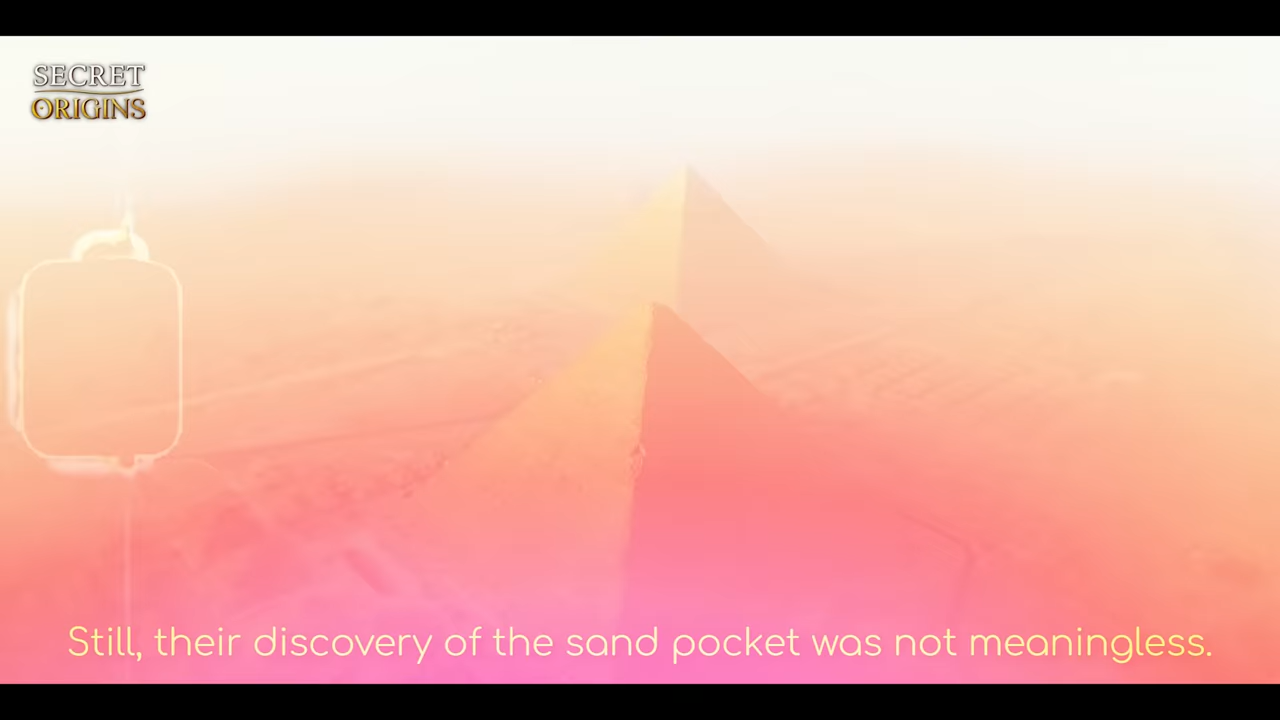 SECRET
ORIGINS
Still, their discovery of the sand pocket was not meaningless.